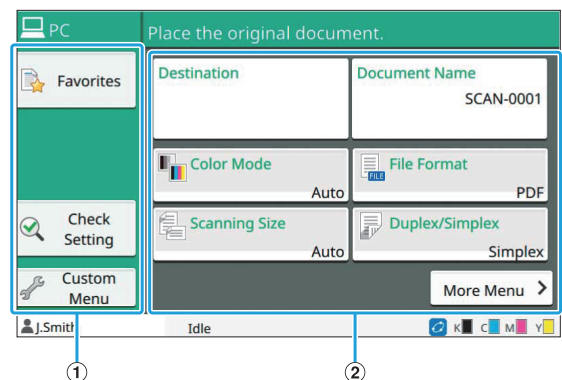 PC
Place the original document.
Favorites
Check
Setting
Custom
Menu
Destination
Document Name
SCAN-0001
Color Mode
Auto
File Format
FILE
PDF
Scanning Size
Auto
Duplex/Simplex
Simplex
More Menu >
J.Smith
Idle
K C M Y
① ②